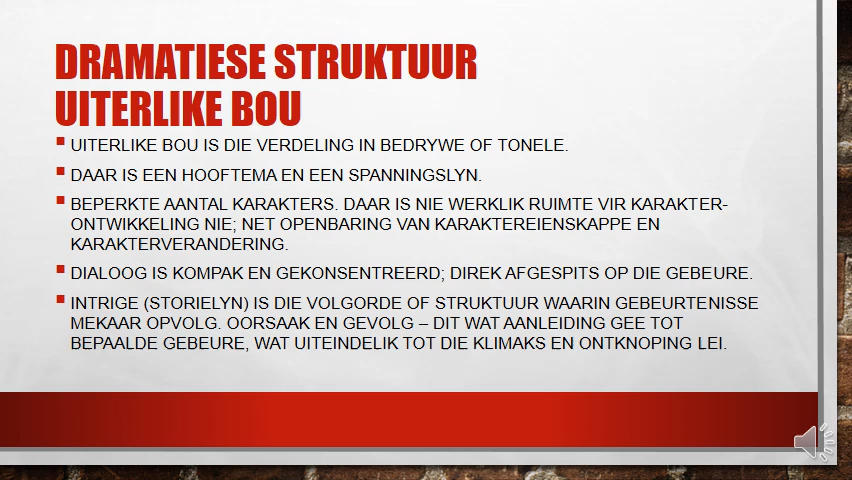 DRAMATIESE STRUKTUUR
UITERLIKE BOU
▪ UITERLIKE BOU IS DIE VERDELING IN BEDRYWE OF TONELE.
▪ DAAR IS EEN HOOFTEMA EN EEN SPANNINGSLYN.
▪ BEPERKTE AANTAL KARAKTERS. DAAR IS NIE WERKLIK RUIMTE VIR KARAKTER-
ONTWIKKELING NIE; NET OPENBARING VAN KARAKTEREIENSKAPPE EN
KARAKTERVERANDERING.
▪ DIALOOG IS KOMPAK EN GEKONSENTREERD; DIREK AFGESPITS OP DIE GEBEURE.
▪ INTRIGE (STORIELYN) IS DIE VOLGORDE OF STRUKTUUR WAARIN GEBEURTENISSE
MEKAAR OPVOLG. OORSAAK EN GEVOLG – DIT WAT AANLEIDING GEE TOT
BEPAALDE GEBEURE, WAT UITEINDELIK TOT DIE KLIMAKS EN ONTKNOPING LEI.